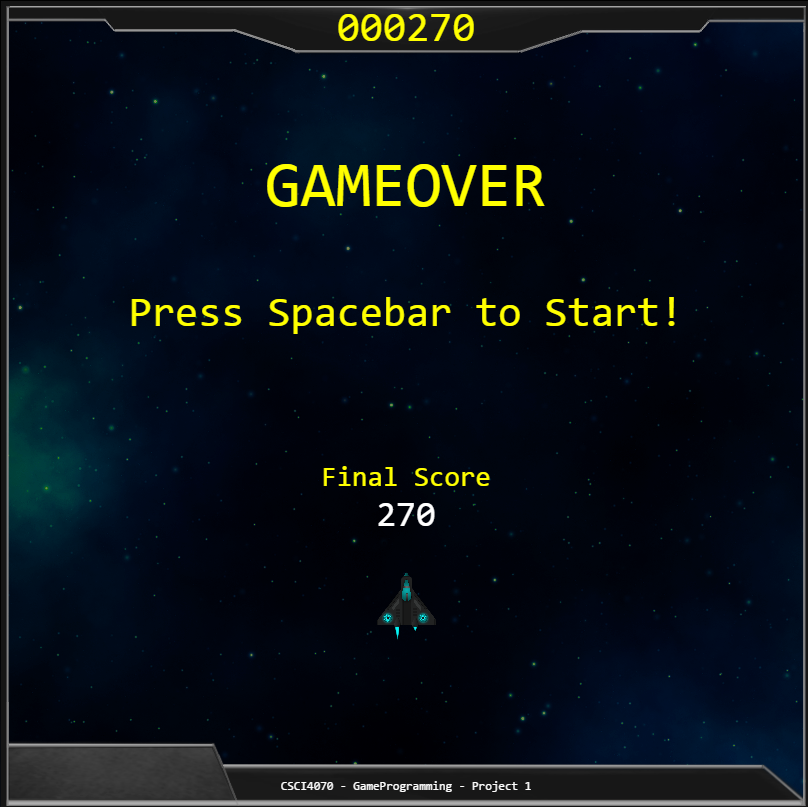 000270
GAMEOVER
Press Spacebar to Start!
Final Score
270
CSCI4070 - GameProgramming - Project 1